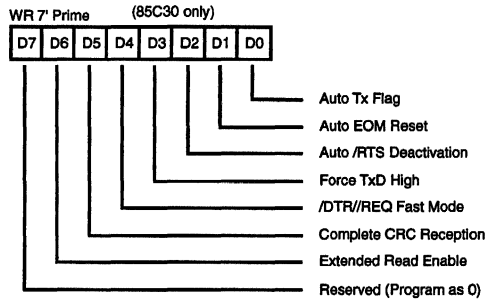 WR 7' Prime (85C30 only)
D7 D6 D5 D4 D3 D2 D1 D0
Auto Tx Flag
Auto EOM Reset
Auto /RTS Deactivation
Force TxD High
/DTR//REQ Fast Mode
Complete CRC Reception
Extended Read Enable
Reserved (Program as 0)